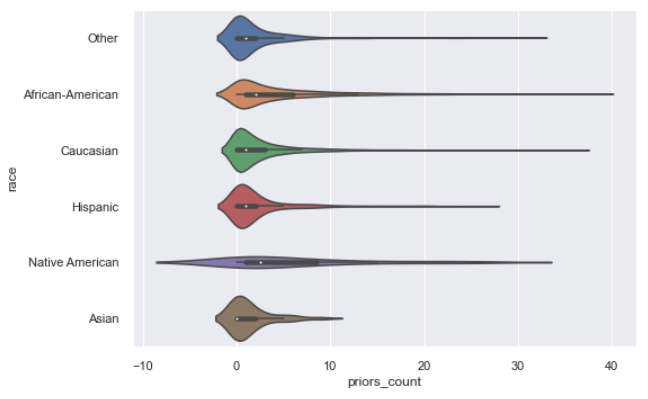 Other
African-American
Caucasian
Hispanic
Native American
Asian
race
−10
0
10
20
30
40
priors_count